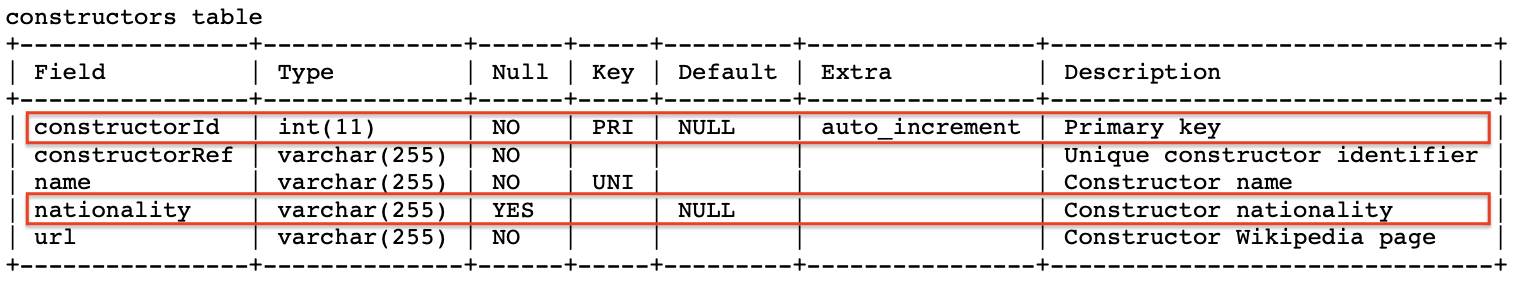 constructors table
+-----------------+--------------+------+-----+---------+----------------+--------------------------------+
| Field | Type | Null | Key | Default | Extra | Description |
+-----------------+--------------+------+-----+---------+----------------+--------------------------------+
| constructorId | int(11) | NO | PRI | NULL | auto_increment | Primary key |
| constructorRef | varchar(255) | NO | | | | Unique constructor identifier |
| name | varchar(255) | NO | UNI | | | Constructor name |
| nationality | varchar(255) | YES | | NULL | | Constructor nationality |
| url | varchar(255) | NO | | | | Constructor Wikipedia page |
+-----------------+--------------+------+-----+---------+----------------+--------------------------------+